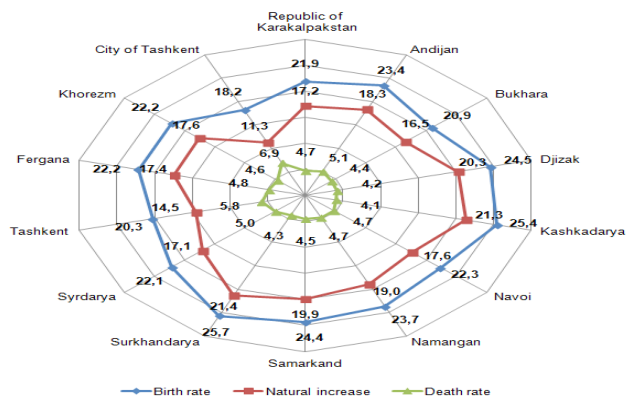 Republic of
Karakalpakstan
City of Tashkent
Andijan
21,9
23,4
Khorezm
Bukhara
18,2
17,2
18,3
22,2
20,9
17,6
11,3
16,5
Fergana
Djizak
6,9
4,7
5,1
20,3
24,5
22,2
17,4
4,6
4,4
4,8
4,2
14,5
5,8
4,1
21,3
25,4
Tashkent
20,3
Kashkadarya
17,1
5,0
4,7
17,6
4,3
4,5
4,7
22,1
22,3
Syrdarya
Navoi
21,4
19,9
19,0
25,7
24,4
23,7
Surkhandarya
Namangan
Samarkand
Birth rate
Natural increase
Death rate